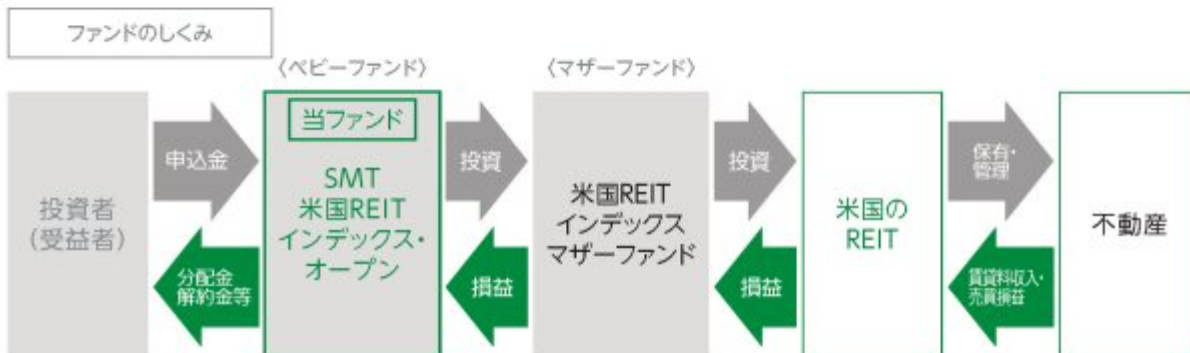 ファンドのしくみ
〈ベビーファンド〉
〈マザーファンド〉
投資者
（受益者）
申込金
分配金
解約金等
当ファンド
SMT
米国REIT
インデックス・
オープン
投資
損益
米国REIT
インデックス
マザーファンド
投資
損益
米国の
REIT
保有・
管理
賃貸料収入・
売買損益
不動産